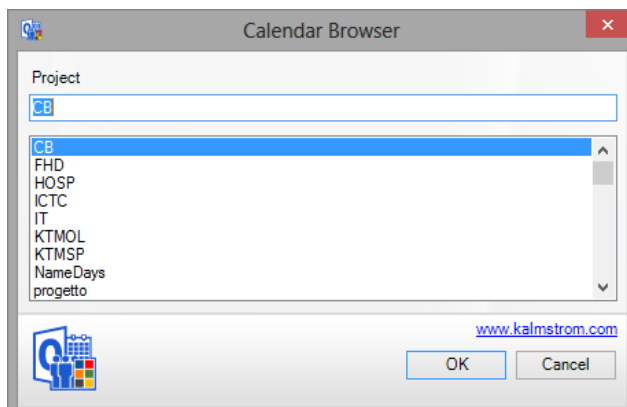 Calendar Browser
Project
CB
CB
FHD
HOSP
ICTC
IT
KTMOL
KTMSP
NameDays
progetto
www.kalmstrom.com
OK Cancel